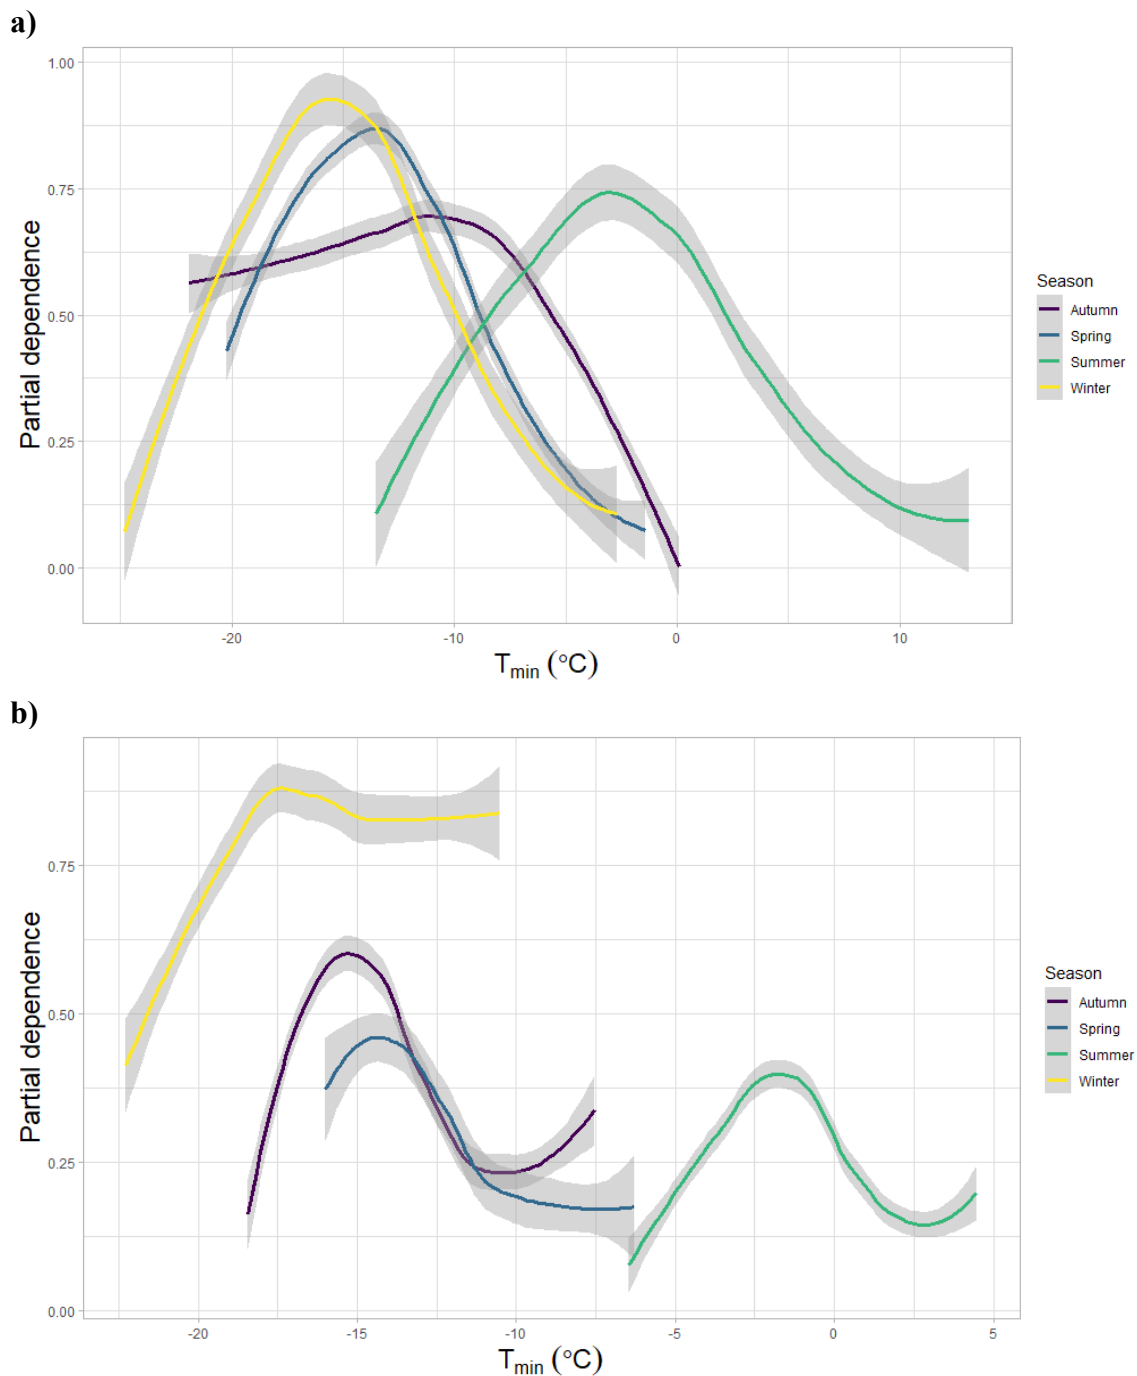 a)
1.00
0.75
0.50
0.25
0.00
Partial dependence
-20
-10
0
10
Tmin (°C)
Season
Autumn
Spring
Summer
Winter
b)
0.75
0.50
0.25
0.00
Partial dependence
-20
-15
-10
-5
0
5
Tmin (°C)
Season
Autumn
Spring
Summer
Winter